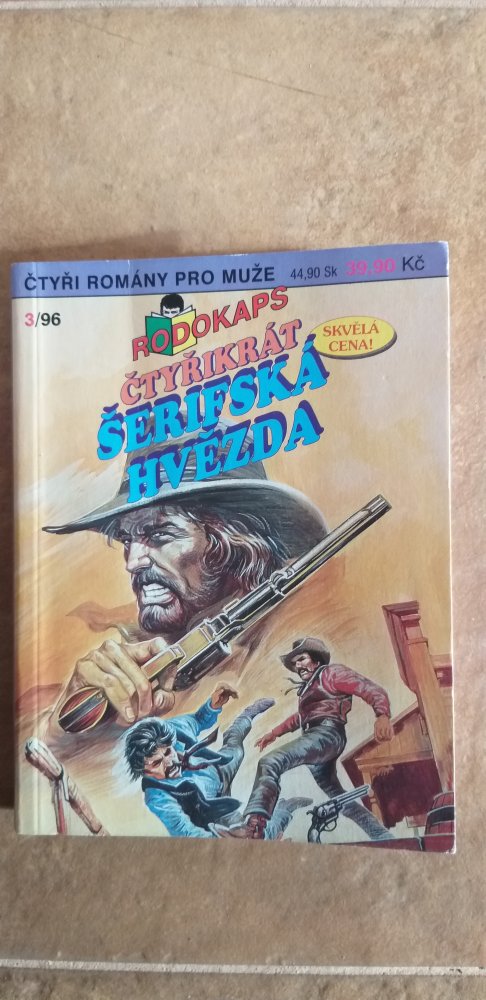 ČTYŘI ROMÁNY PRO MUŽE 44,90 Sk 39,90 Kč
3/96
RODOKAPS
SKVĚLÁ
CENA!
ČTYŘIKRÁT
ŠERIFSKÁ
HVĚZDA